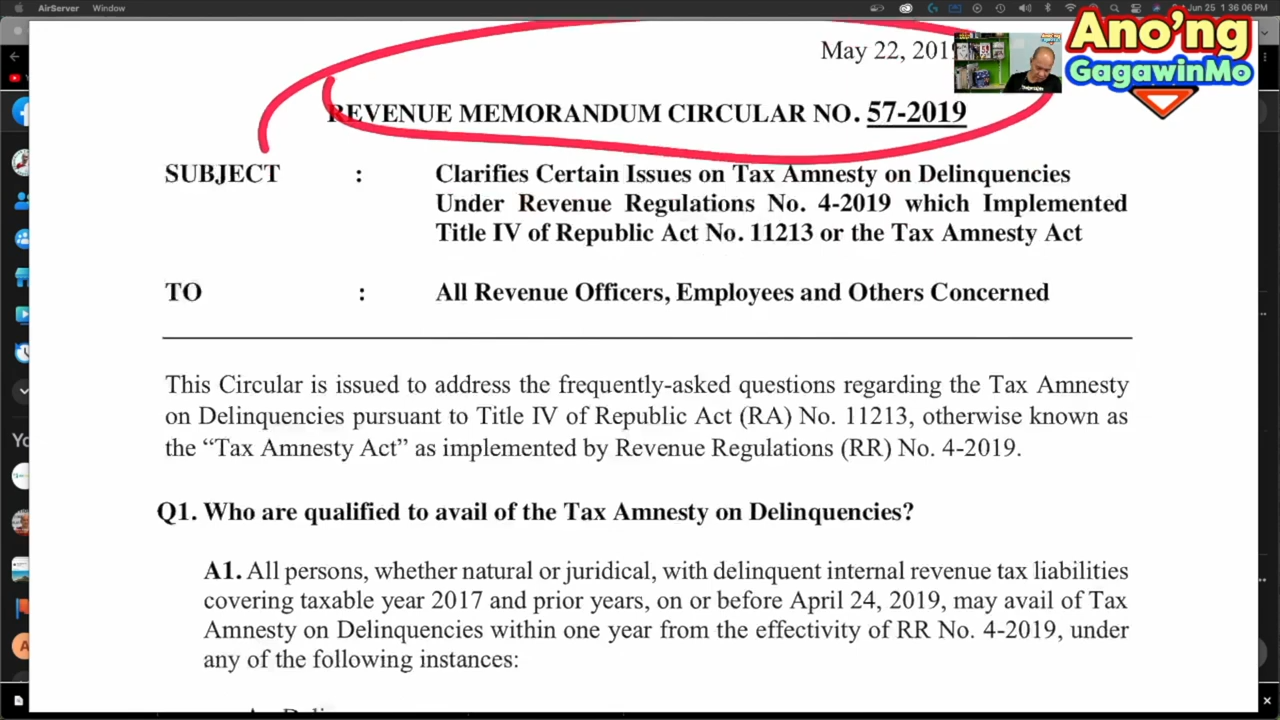 AirServer Window
Jun 25 1 36 06 PM
Ano'ng
GagawinMo
May 22, 201
REVENUE MEMORANDUM CIRCULAR NO. 57-2019
SUBJECT : Clarifies Certain Issues on Tax Amnesty on Delinquencies
Under Revenue Regulations No. 4-2019 which Implemented
Title IV of Republic Act No. 11213 or the Tax Amnesty Act
TO : All Revenue Officers, Employees and Others Concerned
This Circular is issued to address the frequently-asked questions regarding the Tax Amnesty
on Delinquencies pursuant to Title IV of Republic Act (RA) No. 11213, otherwise known as
the “Tax Amnesty Act” as implemented by Revenue Regulations (RR) No. 4-2019.
Q1. Who are qualified to avail of the Tax Amnesty on Delinquencies?
A1. All persons, whether natural or juridical, with delinquent internal revenue tax liabilities
covering taxable year 2017 and prior years, on or before April 24, 2019, may avail of Tax
Amnesty on Delinquencies within one year from the effectivity of RR No. 4-2019, under
any of the following instances: